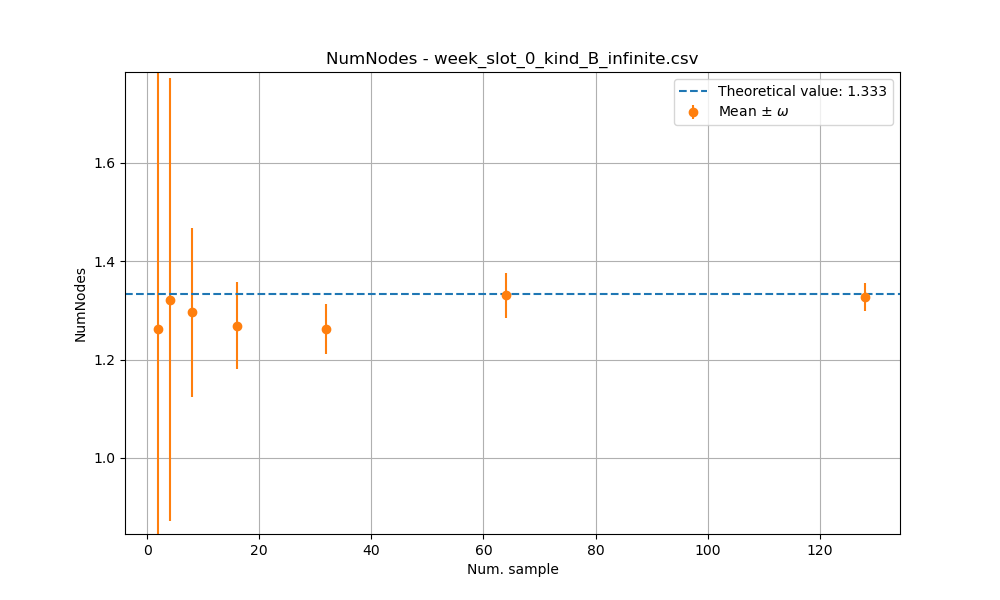 NumNodes - week_slot_0_kind_B_infinite.csv
Theoretical value: 1.333
Mean ± ω
1.6
1.4
1.2
1.0
NumNodes
0 20 40 60 80 100 120
Num. sample